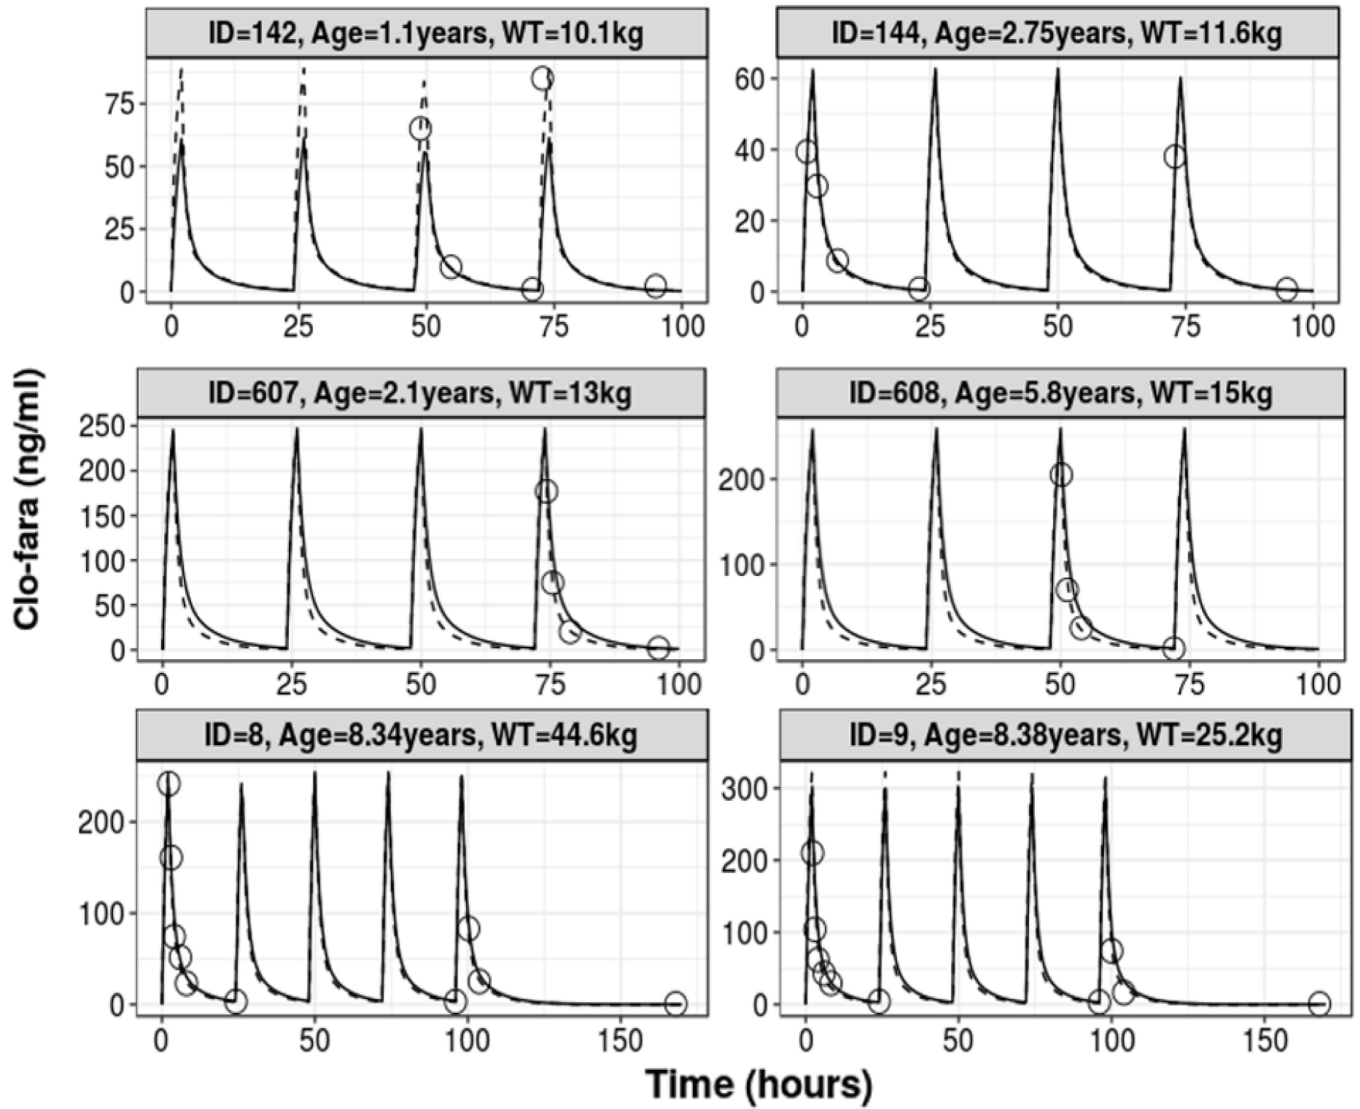 ID=142, Age=1.1years, WT=10.1kg
ID=144, Age=2.75years, WT=11.6kg
75
50
25
0
0 25 50 75 100
60
40
20
0
0 25 50 75 100
Clo-fara (ng/ml)
ID=607, Age=2.1years, WT=13kg
ID=608, Age=5.8years, WT=15kg
250
200
150
100
50
0
0 25 50 75 100
200
100
0
0 25 50 75 100
ID=8, Age=8.34years, WT=44.6kg
ID=9, Age=8.38years, WT=25.2kg
200
100
0
0 50 100 150
300
200
100
0
0 50 100 150
Time (hours)